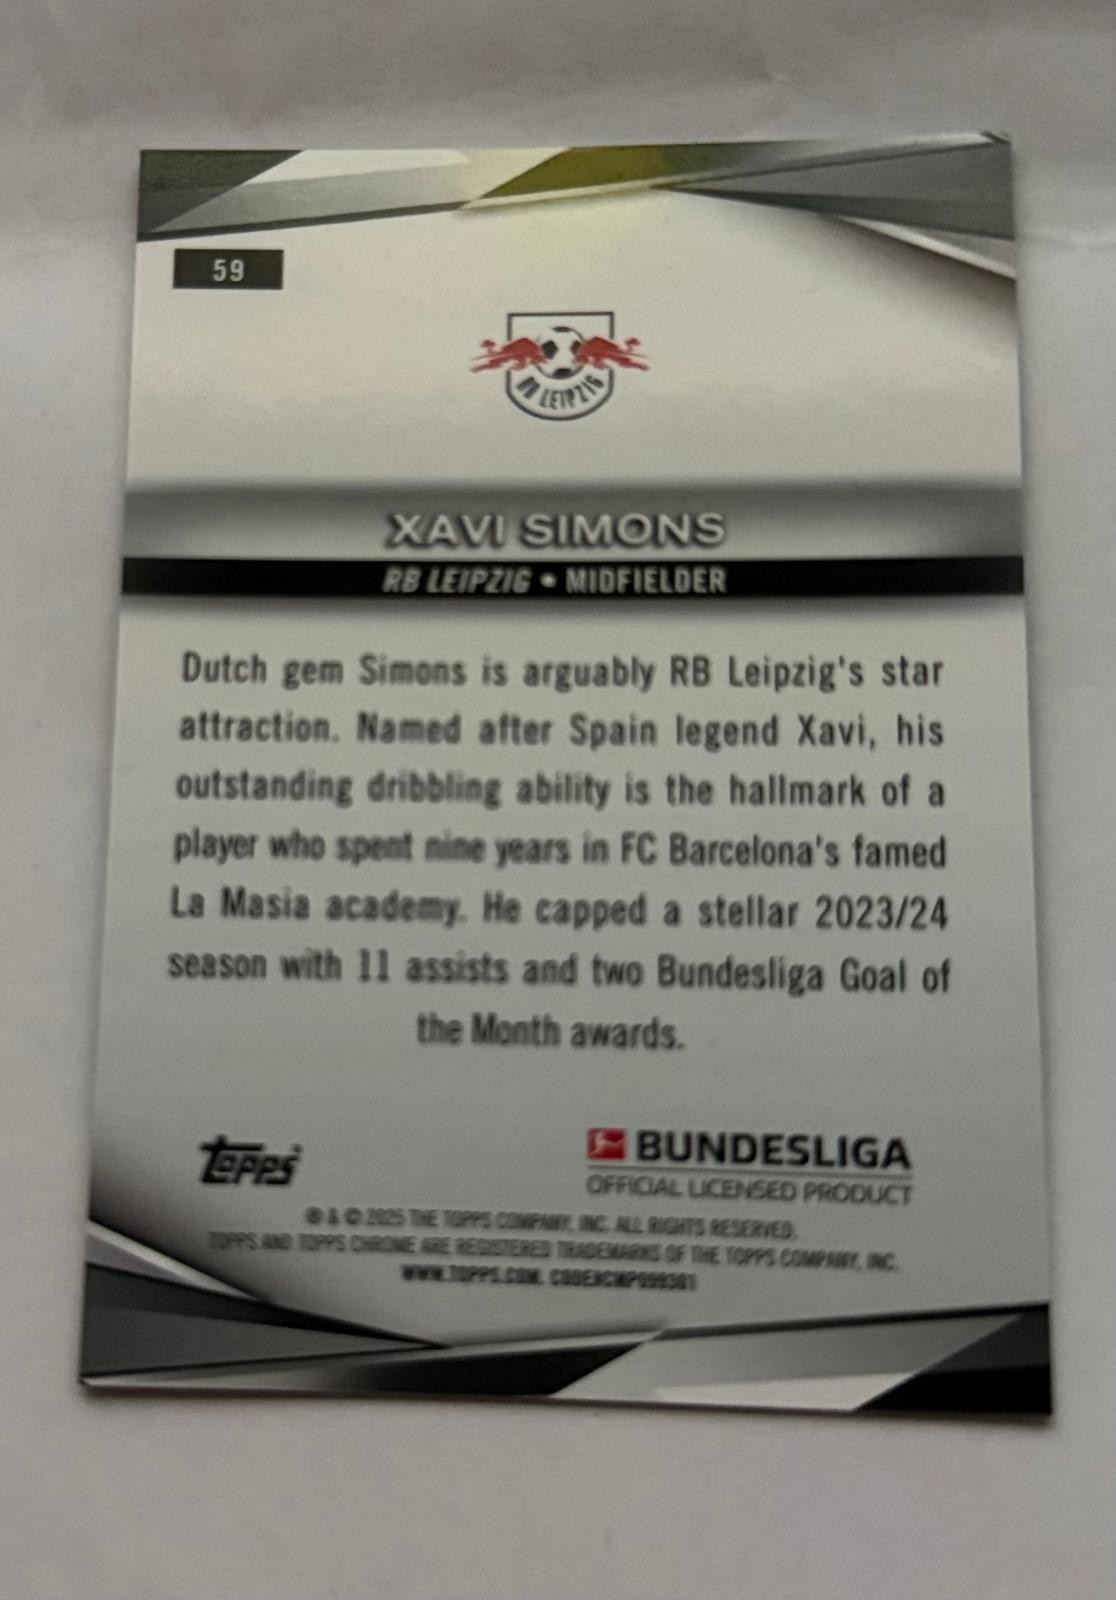 59
RB LEIPZIG
XAVI SIMONS
RB LEIPZIG • MIDFIELDER
Dutch gem Simons is arguably RB Leipzig's star
attraction. Named after Spain legend Xavi, his
outstanding dribbling ability is the hallmark of a
player who spent nine years in FC Barcelona's famed
La Masia academy. He capped a stellar 2023/24
season with 11 assists and two Bundesliga Goal of
the Month awards.
topps
BUNDESLIGA
OFFICIAL LICENSED PRODUCT
® & © 2025 THE TOPPS COMPANY, INC. ALL RIGHTS RESERVED.
TOPPS AND TOPPS CHROME ARE REGISTERED TRADEMARKS OF THE TOPPS COMPANY, INC.
WWW.TOPPS.COM. CODE#CMP099381